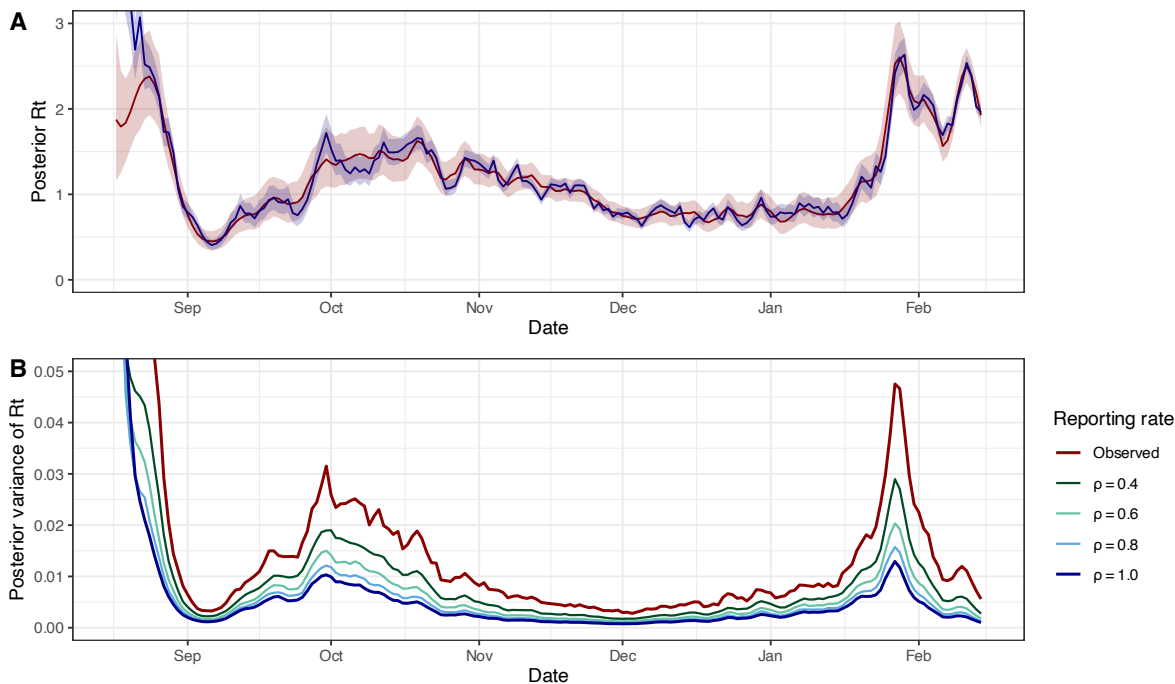 A
Posterior Rt
3
2
1
0
Sep Oct Nov Dec Jan Feb
Date
B
Posterior variance of Rt
0.05
0.04
0.03
0.02
0.01
0.00
Sep Oct Nov Dec Jan Feb
Date
Reporting rate
Observed
ρ = 0.4
ρ = 0.6
ρ = 0.8
ρ = 1.0